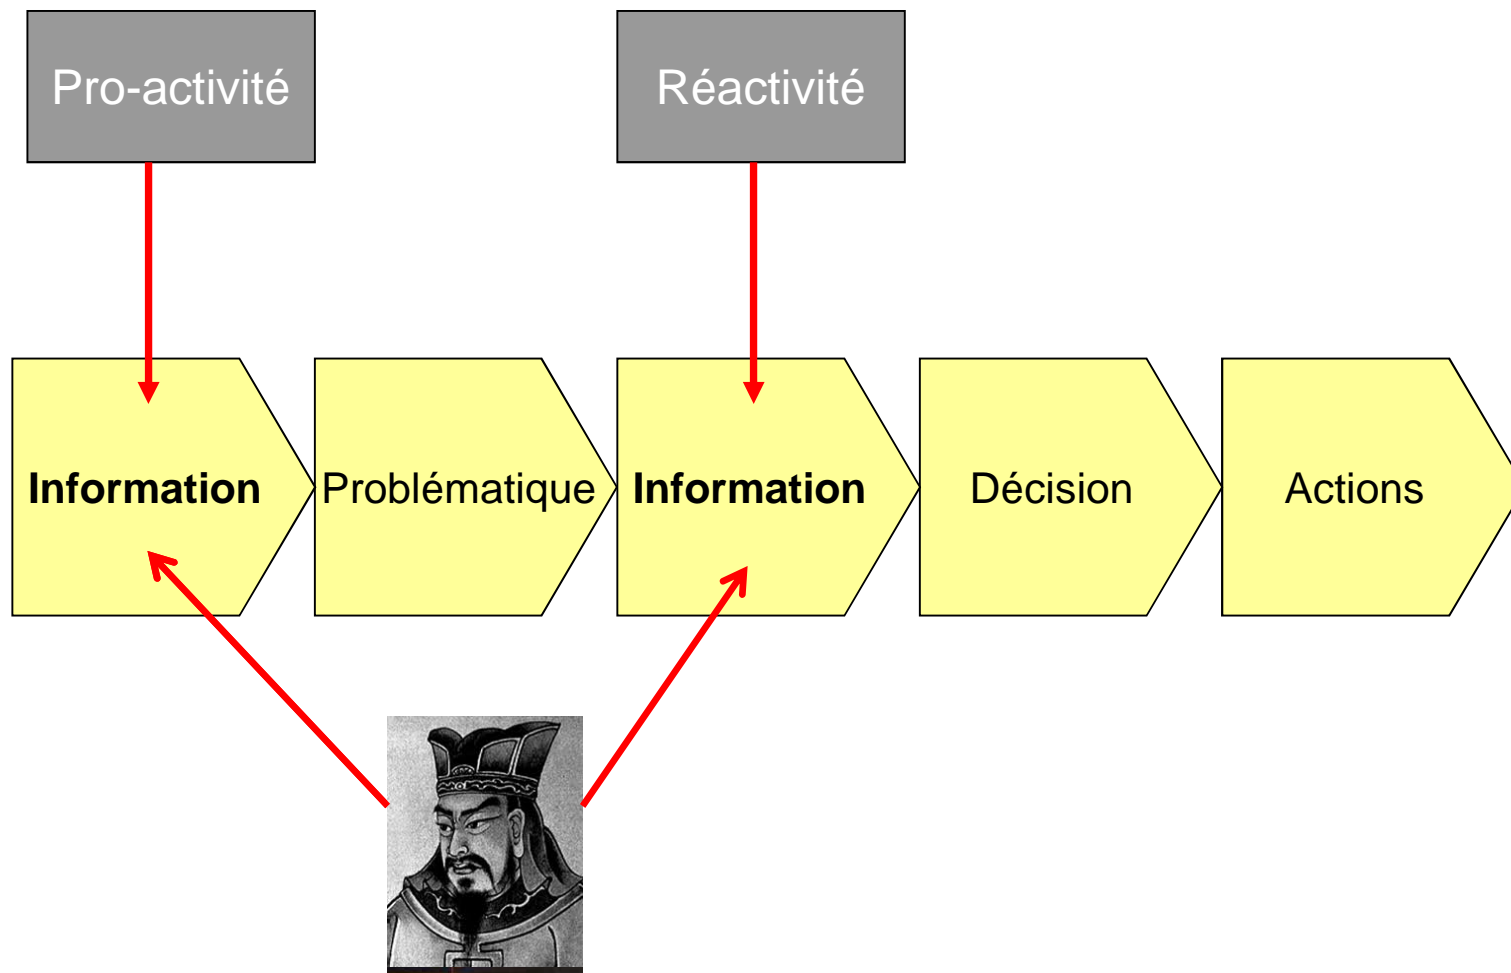 Pro-activité
Réactivité
Information
Problématique
Information
Décision
Actions